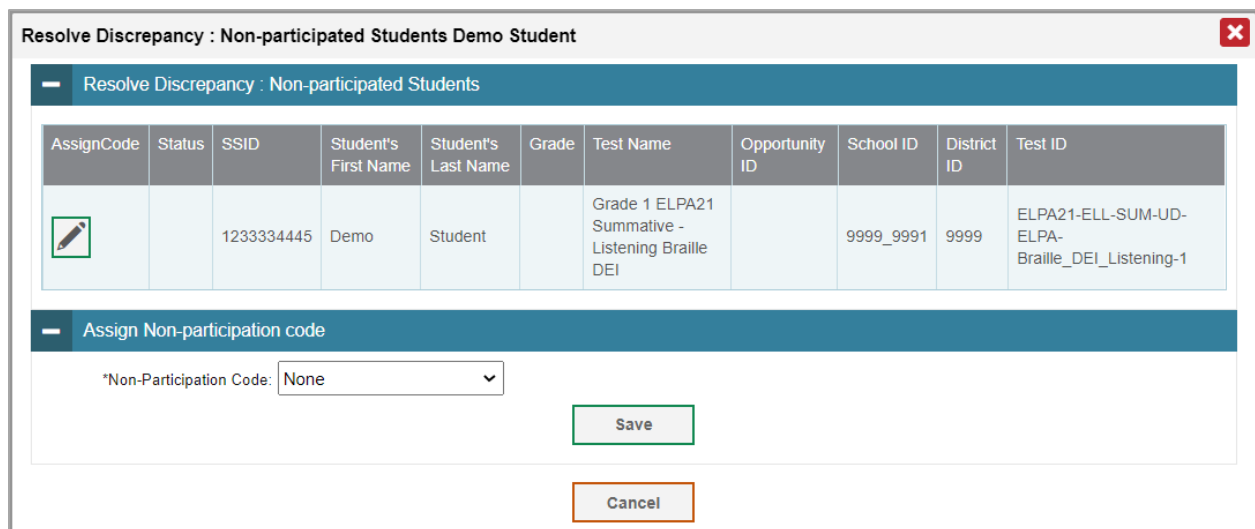 Resolve Discrepancy : Non-participated Students Demo Student
Resolve Discrepancy : Non-participated Students
AssignCode Status SSID Student's First Name Student's Last Name Grade Test Name Opportunity ID School ID District ID Test ID
1233334445 Demo Student Grade 1 ELPA21 Summative - Listening Braille DEI 9999_9991 9999 ELPA21-ELL-SUM-UD-ELPA-Braille_DEI_Listening-1
Assign Non-participation code
*Non-Participation Code: None
Save
Cancel